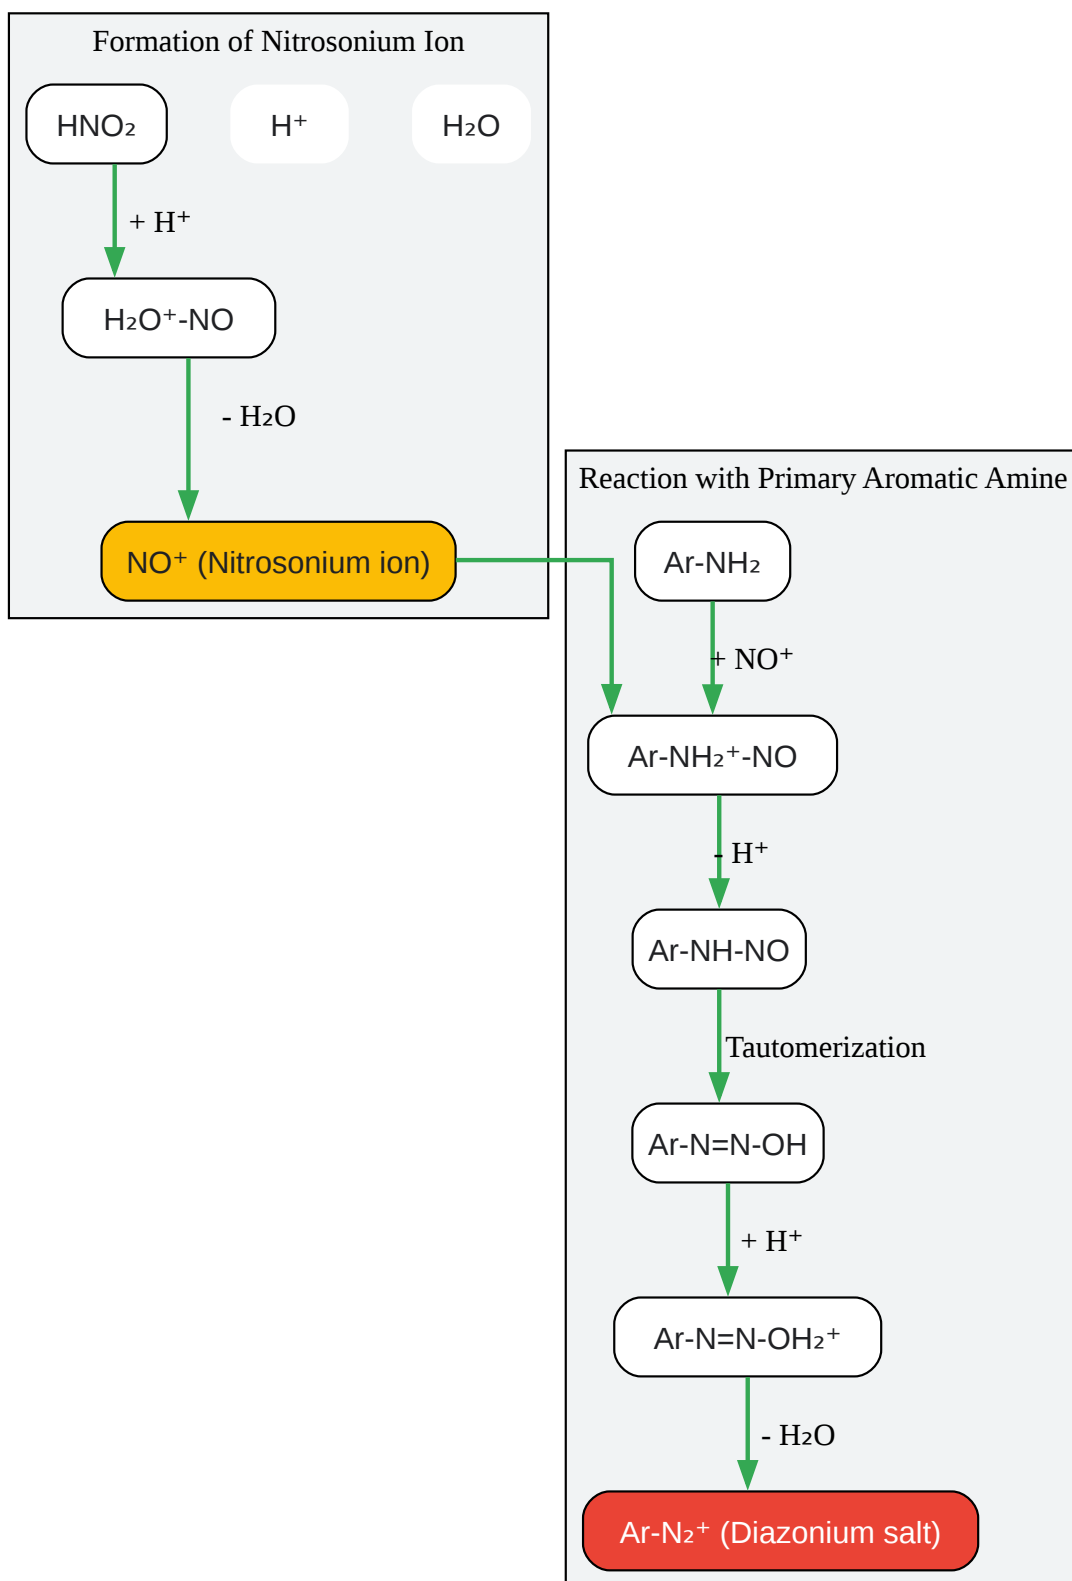 Formation of Nitrosonium Ion
HNO₂
H⁺
H₂O
+ H⁺
H₂O⁺-NO
- H₂O
NO⁺ (Nitrosonium ion)
Reaction with Primary Aromatic Amine
Ar-NH₂
+ NO⁺
Ar-NH₂⁺-NO
- H⁺
Ar-NH-NO
Tautomerization
Ar-N=N-OH
+ H⁺
Ar-N=N-OH₂⁺
- H₂O
Ar-N₂⁺ (Diazonium salt)